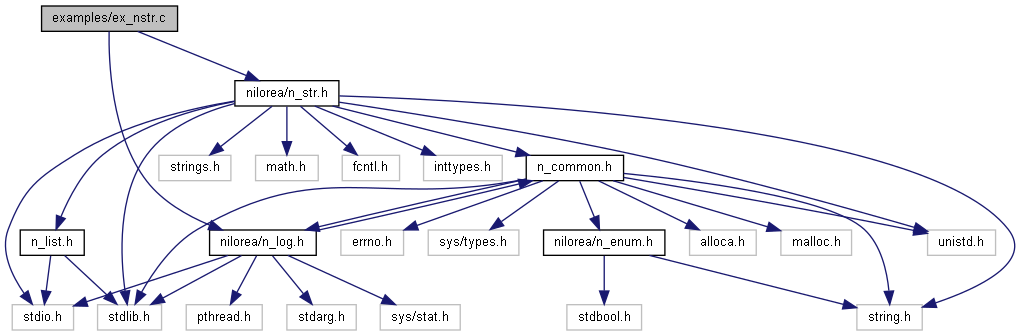 examples/ex_nstr.c
nilorea/n_str.h
strings.h
math.h
fcntl.h
inttypes.h
n_common.h
n_list.h
nilorea/n_log.h
errno.h
sys/types.h
nilorea/n_enum.h
alloca.h
malloc.h
unistd.h
stdio.h
stdlib.h
pthread.h
stdarg.h
sys/stat.h
stdbool.h
string.h